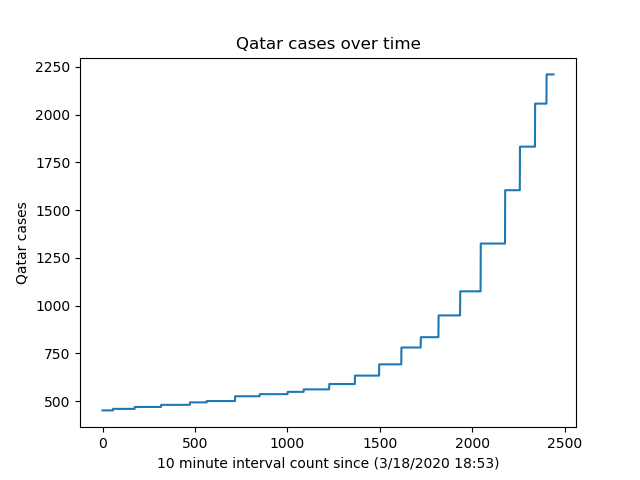 Qatar cases over time
2250
2000
1750
1500
1250
1000
750
500
Qatar cases
0 500 1000 1500 2000 2500
10 minute interval count since (3/18/2020 18:53)